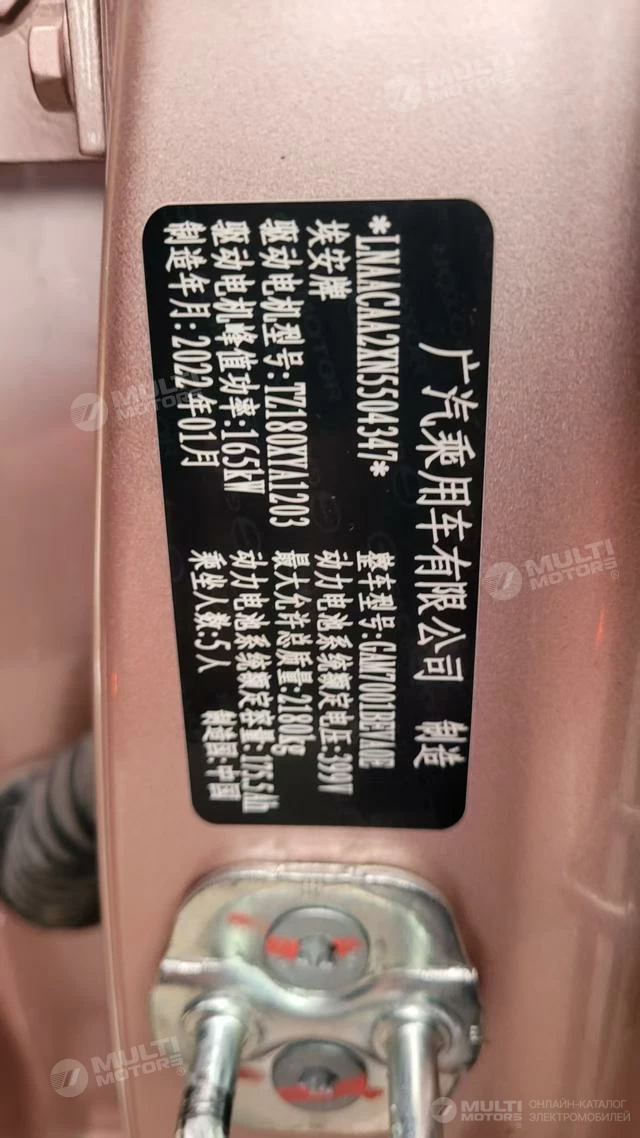 广汽乘用车有限公司 制造
*LNAACAA2XN5504347*
整车型号:GAM7001BEVA0E
埃安牌
动力电池系统额定电压:399V
驱动电机型号:TZ180XYA1203
最大允许总质量:2180kg
驱动电机峰值功率:165kW
动力电池系统额定容量:175.5Ah
制造年月:2022年01月
乘坐人数:5人
制造国:中国
MULTI MOTORS
MULTI MOTORS
MULTI MOTORS®
MULTI MOTORS
MULTI MOTORS
ОНЛАЙН-КАТАЛОГ
ЭЛЕКТРОМОБИЛЕЙ